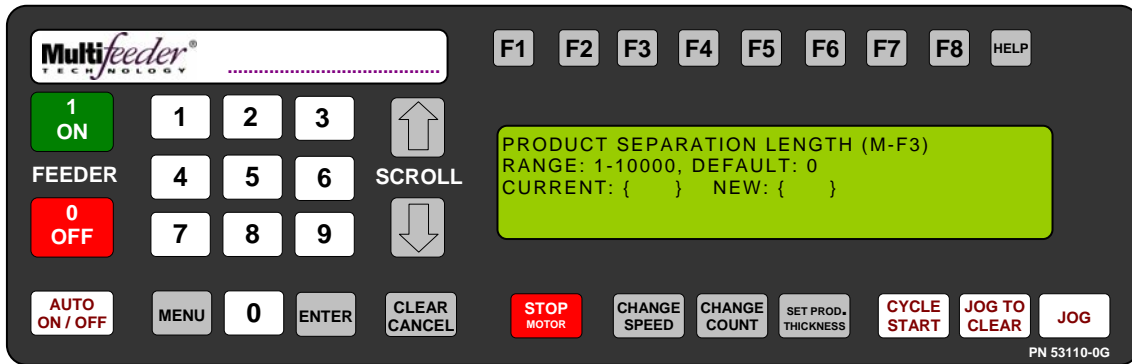 Multifeeder®
TECHNOLOGY
F1 F2 F3 F4 F5 F6 F7 F8 HELP
1
ON
FEEDER
0
OFF
1 2 3
4 5 6
7 8 9
SCROLL
PRODUCT SEPARATION LENGTH (M-F3)
RANGE: 1-10000, DEFAULT: 0
CURRENT: { } NEW: { }
AUTO
ON / OFF
MENU
0
ENTER
CLEAR
CANCEL
STOP
MOTOR
CHANGE
SPEED
CHANGE
COUNT
SET PROD.
THICKNESS
CYCLE
START
JOG TO
CLEAR
JOG
PN 53110-0G